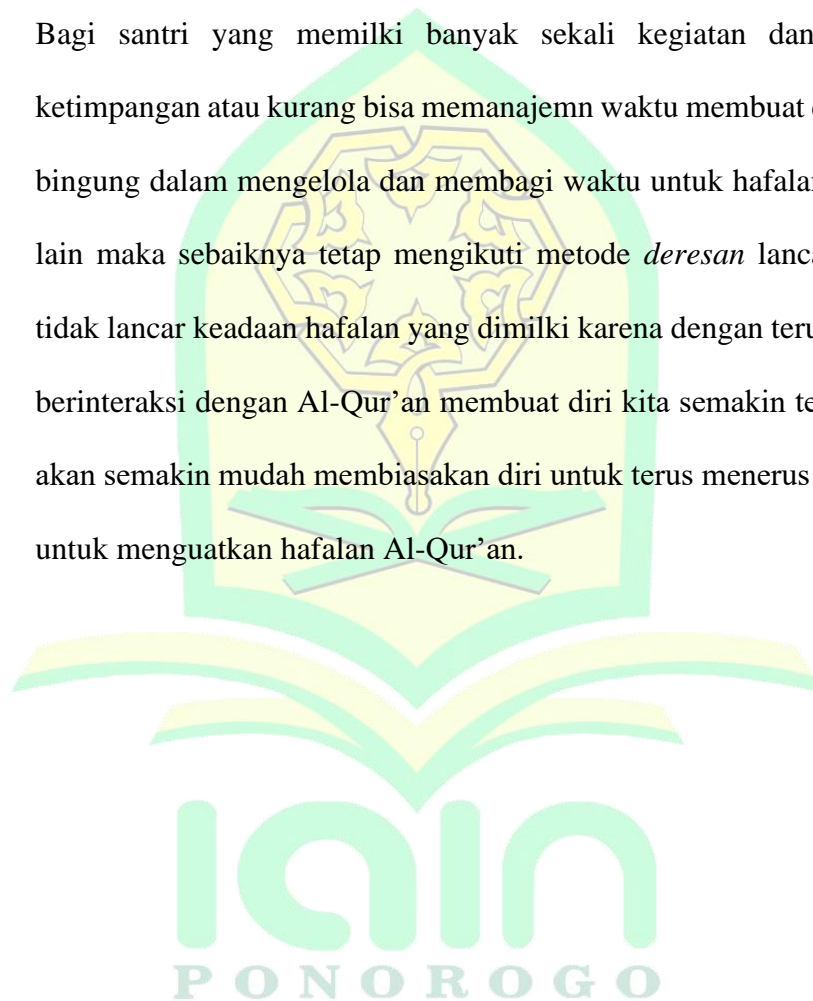 Bagi santri yang memilki banyak sekali kegiatan dan
ketimpangan atau kurang bisa memanajemn waktu membuat
bingung dalam mengelola dan membagi waktu untuk hafalan
lain maka sebaiknya tetap mengikuti metode deresan
tidak lancar keadaan hafalan yang dimilki karena dengan
berinteraksi dengan Al-Qur’an membuat diri kita semakin
akan semakin mudah membiasakan diri untuk terus menerus
untuk menguatkan hafalan Al-Qur’an.
iain
PONOROGO